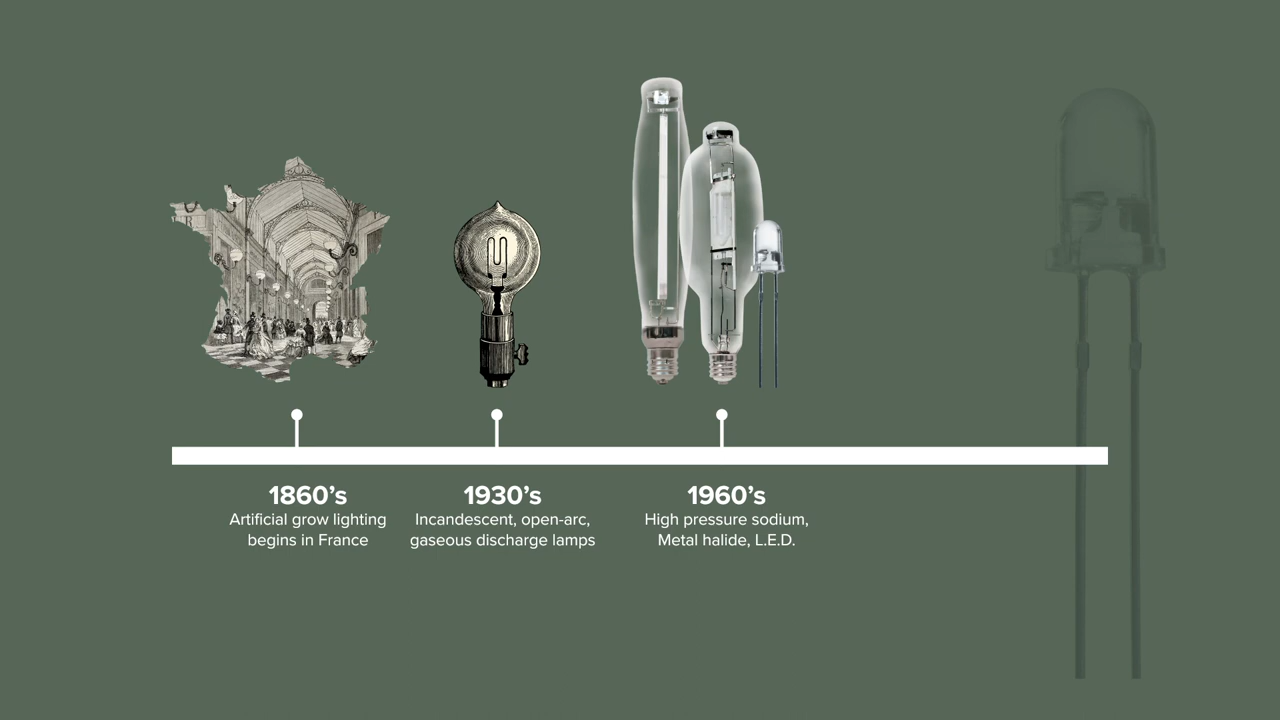 1860’s
Artificial grow lighting
begins in France
1930’s
Incandescent, open-arc,
gaseous discharge lamps
1960’s
High pressure sodium,
Metal halide, L.E.D.